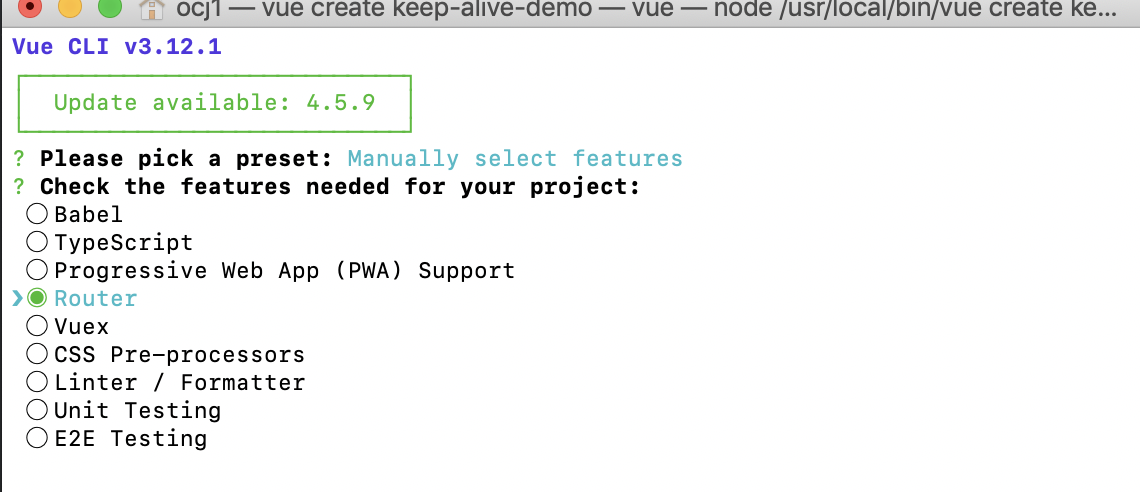 ocj1 — vue create keep-alive-demo — vue — node /usr/local/bin/vue create ke...
Vue CLI v3.12.1
Update available: 4.5.9
? Please pick a preset: Manually select features
? Check the features needed for your project:
◯ Babel
◯ TypeScript
◯ Progressive Web App (PWA) Support
❯◉ Router
◯ Vuex
◯ CSS Pre-processors
◯ Linter / Formatter
◯ Unit Testing
◯ E2E Testing